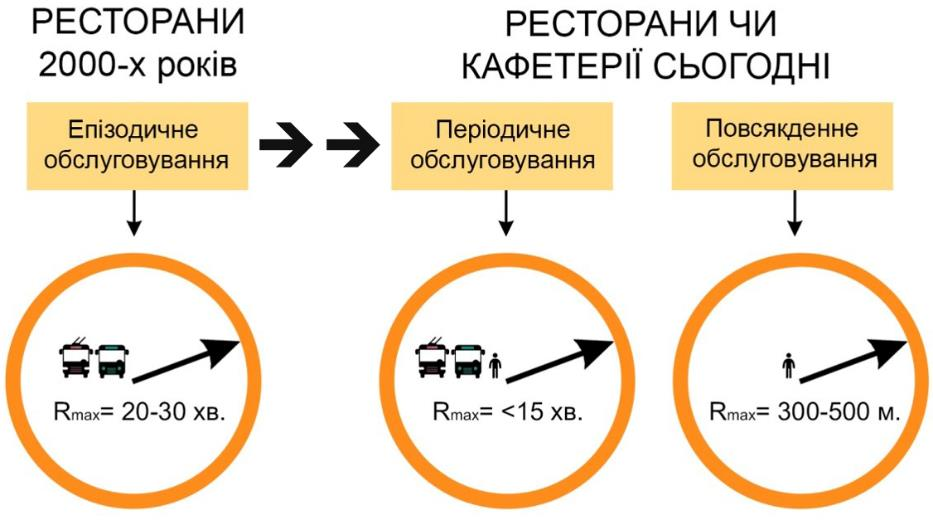 РЕСТОРАНИ
2000-х років
РЕСТОРАНИ ЧИ
КАФЕТЕРІЇ СЬОГОДНІ
Епізодичне
обслуговування
Періодичне
обслуговування
Повсякденне
обслуговування
Rmax= 20-30 хв.
Rmax= <15 хв.
Rmax= 300-500 м.